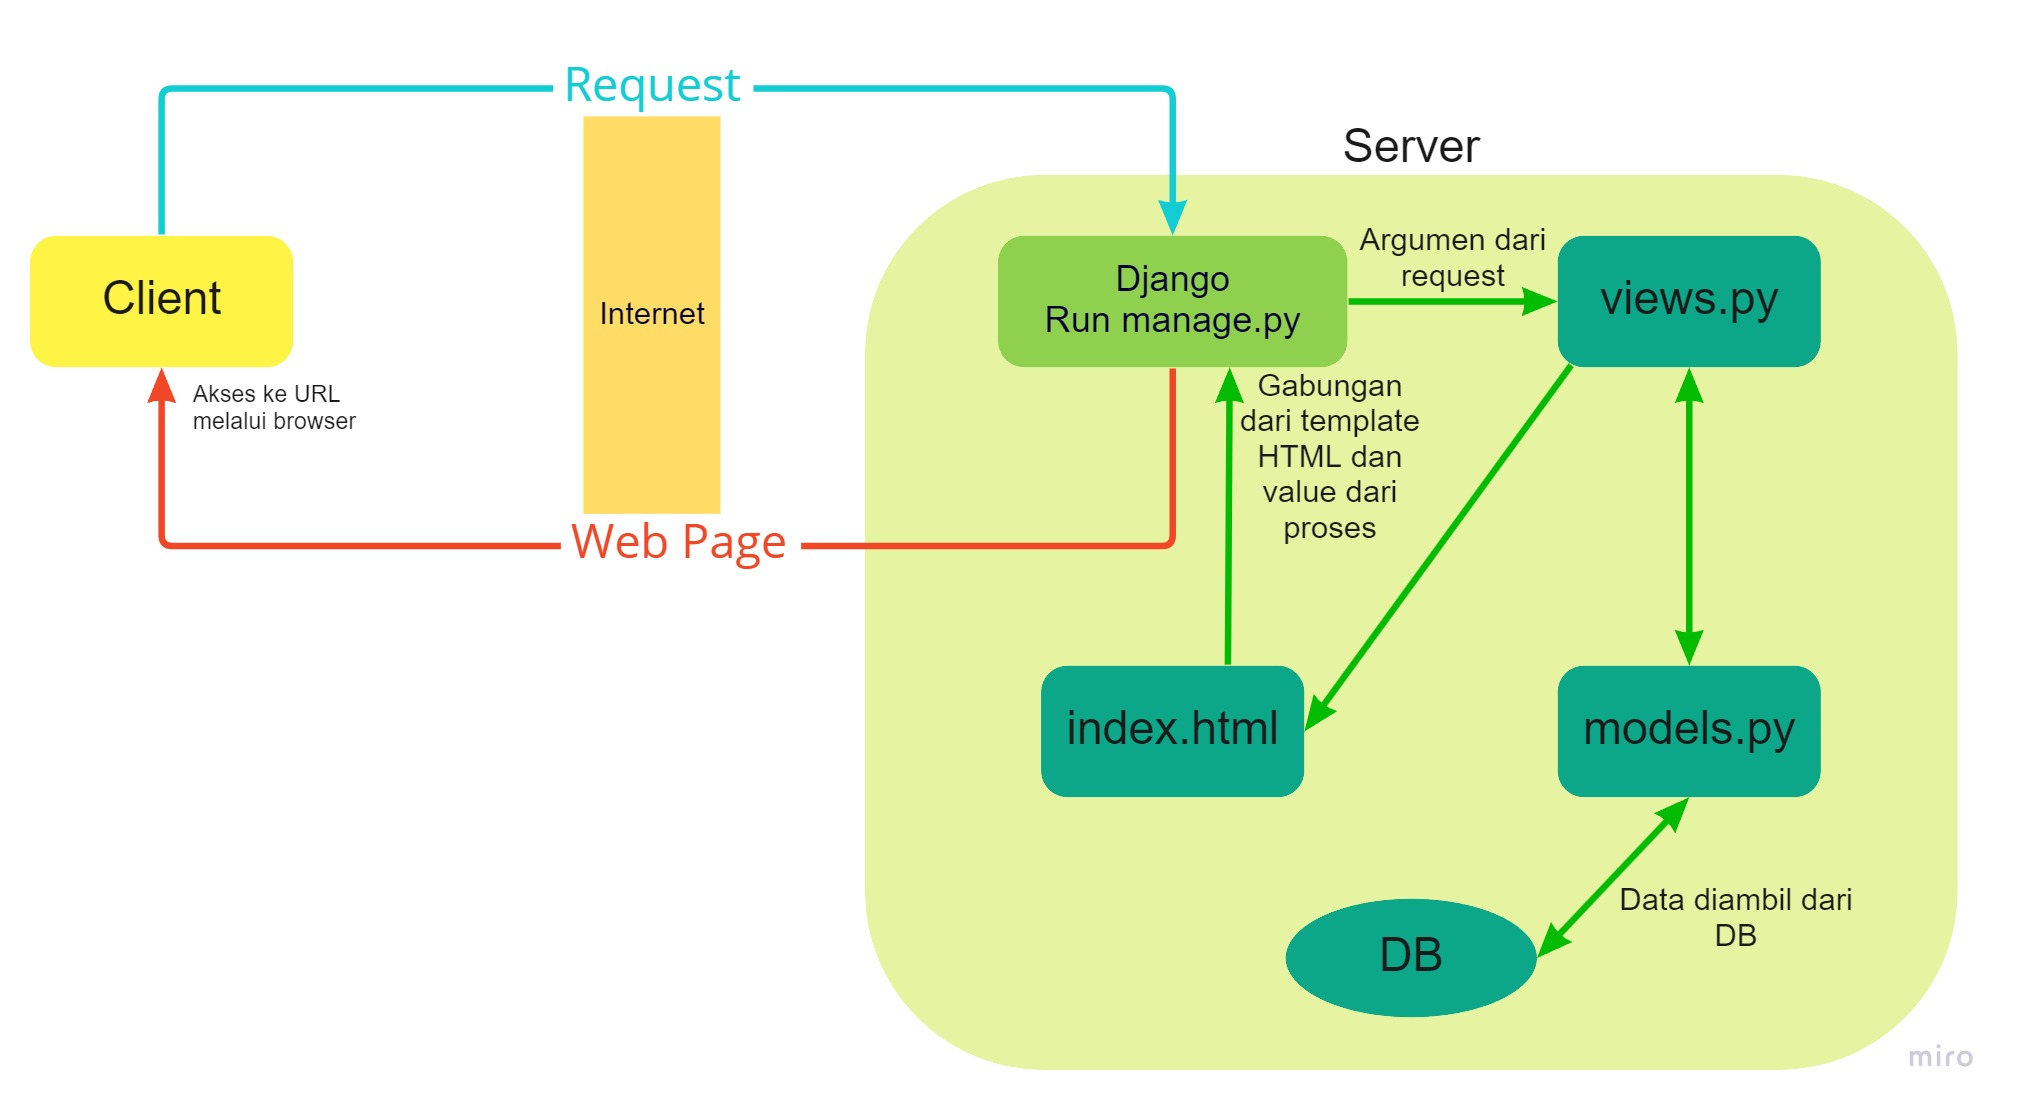 Request
Server
Client
Internet
Django
Run manage.py
Argumen dari
request
views.py
Akses ke URL
melalui browser
Gabungan
dari template
HTML dan
value dari
proses
Web Page
index.html
models.py
Data diambil dari
DB
DB
miro